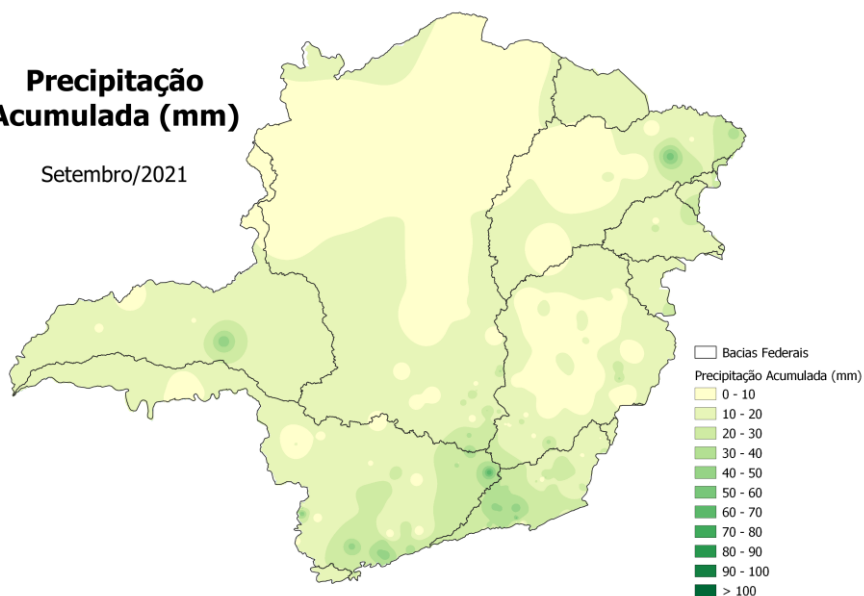 Precipitação
Acumulada (mm)
Setembro/2021
Bacias Federais
Precipitação Acumulada (mm)
0 - 10
10 - 20
20 - 30
30 - 40
40 - 50
50 - 60
60 - 70
70 - 80
80 - 90
90 - 100
> 100